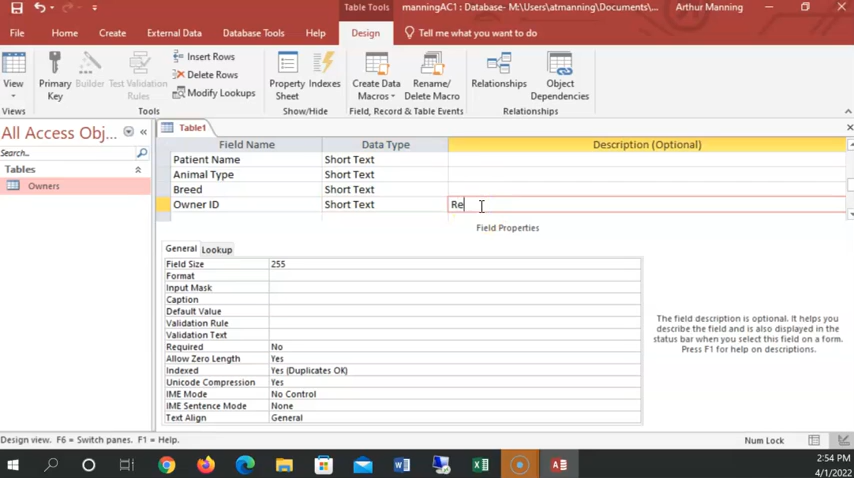 Table Tools
manningAC1 : Database- M:\Users\atmanning\Documents\...
Arthur Manning
File
Home
Create
External Data
Database Tools
Help
Design
Tell me what you want to do
View
Primary Key
Builder
Test Validation Rules
Insert Rows
Delete Rows
Modify Lookups
Property Sheet
Indexes
Create Data Macros
Rename/ Delete Macro
Relationships
Object Dependencies
Views
Tools
Show/Hide
Field, Record & Table Events
Relationships
All Access Obj...
Search...
Tables
Owners
Table1
Field Name Data Type Description (Optional)
Patient Name Short Text
Animal Type Short Text
Breed Short Text
Owner ID Short Text Re
Field Properties
General Lookup
Field Size 255
Format
Input Mask
Caption
Default Value
Validation Rule
Validation Text
Required No
Allow Zero Length Yes
Indexed Yes (Duplicates OK)
Unicode Compression Yes
IME Mode No Control
IME Sentence Mode None
Text Align General
The field description is optional. It helps you
describe the field and is also displayed in the
status bar when you select this field on a form.
Press F1 for help on descriptions.
Design view. F6 = Switch panes. F1 = Help.
Num Lock
2:54 PM
4/1/2022